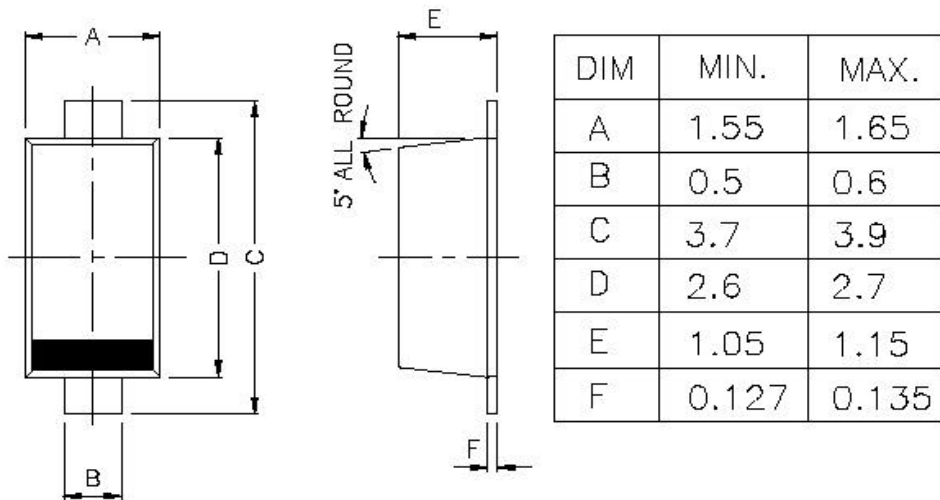 A
E
5° ALL ROUND
D
C
B
F
DIM MIN. MAX.
A 1.55 1.65
B 0.5 0.6
C 3.7 3.9
D 2.6 2.7
E 1.05 1.15
F 0.127 0.135